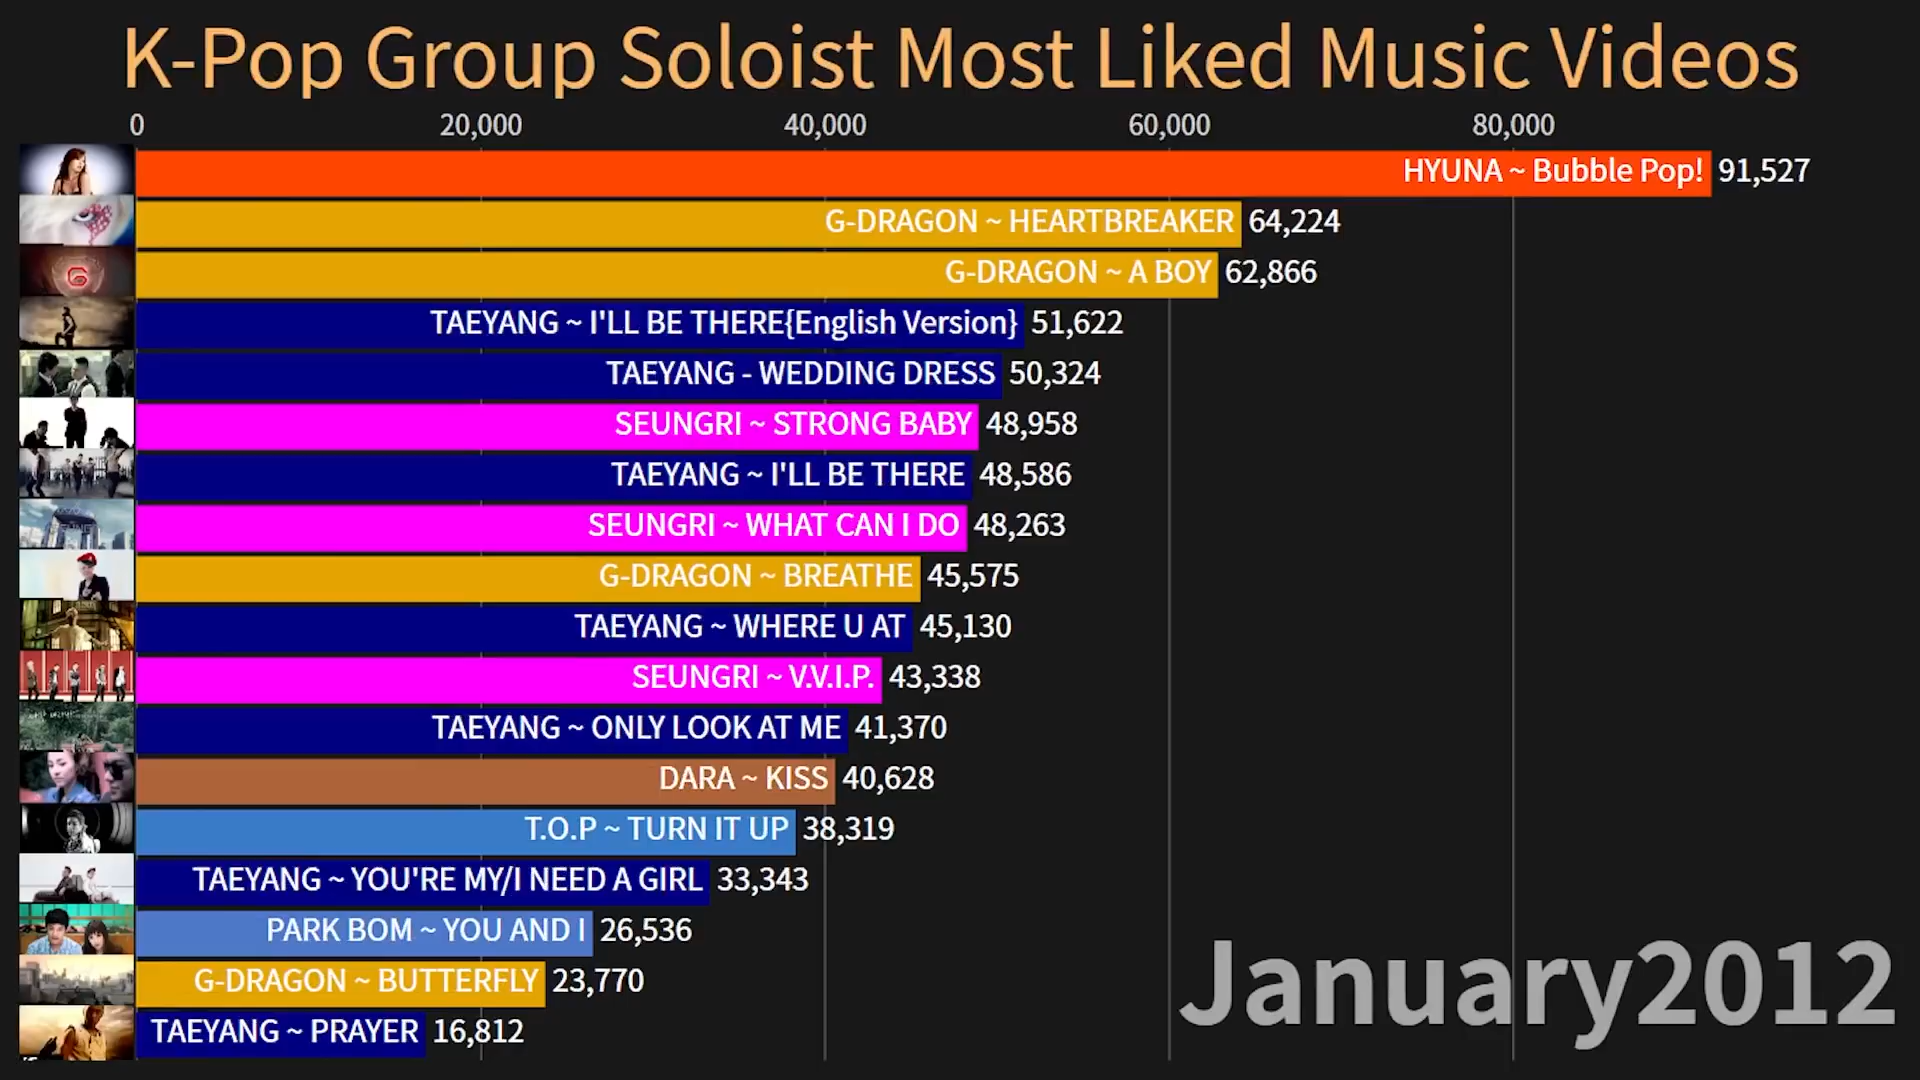 K-Pop Group Soloist Most Liked Music Videos
0 20,000 40,000 60,000 80,000
HYUNA ~ Bubble Pop! 91,527
G-DRAGON ~ HEARTBREAKER 64,224
G-DRAGON ~ A BOY 62,866
TAEYANG ~ I'LL BE THERE{English Version} 51,622
TAEYANG - WEDDING DRESS 50,324
SEUNGRI ~ STRONG BABY 48,958
TAEYANG ~ I'LL BE THERE 48,586
SEUNGRI ~ WHAT CAN I DO 48,263
G-DRAGON ~ BREATHE 45,575
TAEYANG ~ WHERE U AT 45,130
SEUNGRI ~ V.V.I.P. 43,338
TAEYANG ~ ONLY LOOK AT ME 41,370
DARA ~ KISS 40,628
T.O.P ~ TURN IT UP 38,319
TAEYANG ~ YOU'RE MY/I NEED A GIRL 33,343
PARK BOM ~ YOU AND I 26,536
G-DRAGON ~ BUTTERFLY 23,770
TAEYANG ~ PRAYER 16,812
January2012